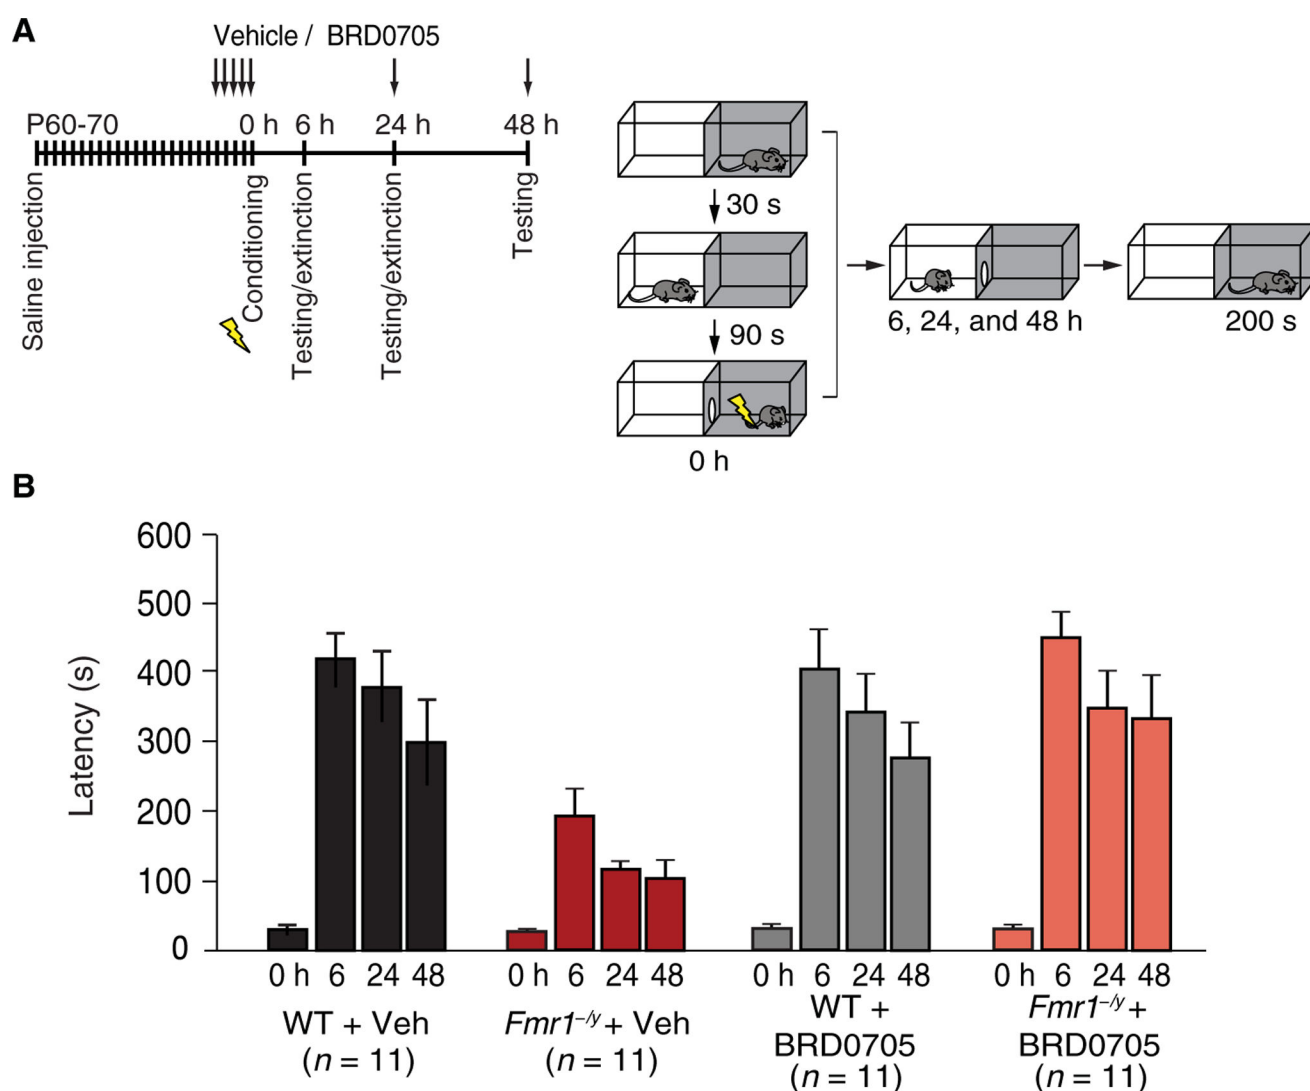 A
Vehicle / BRD0705
P60-70 0 h 6 h 24 h 48 h
Saline injection
Conditioning
Testing/extinction
Testing/extinction
Testing
30 s
90 s
0 h
6, 24, and 48 h
200 s
B
Latency (s)
600
500
400
300
200
100
0
0 h 6 24 48
0 h 6 24 48
0 h 6 24 48
0 h 6 24 48
WT + Veh
(n = 11)
Fmr1–/y + Veh
(n = 11)
WT +
BRD0705
(n = 11)
Fmr1–/y +
BRD0705
(n = 11)